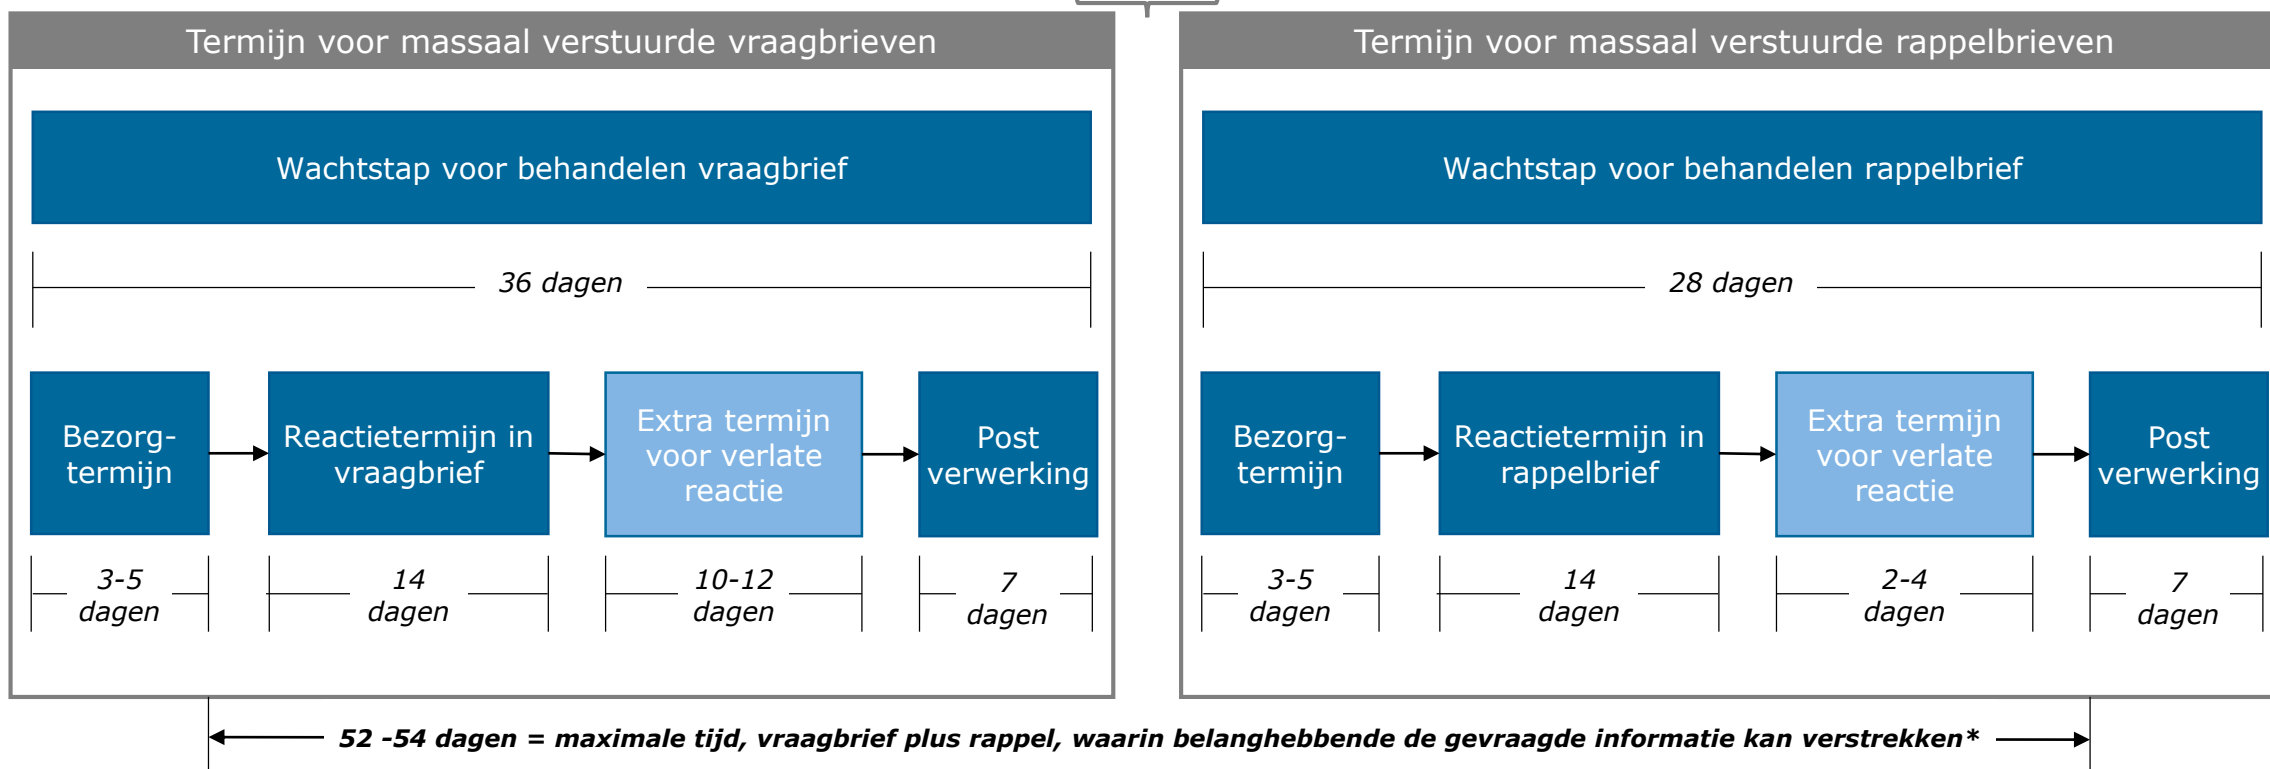 Termijn voor massaal verstuurde vraagbrieven
Wachtstap voor behandelen vraagbrief
36 dagen
Bezorg-
termijn
Reactietermijn in
vraagbrief
Extra termijn
voor verlate
reactie
Post
verwerking
3-5
dagen
14
dagen
10-12
dagen
7
dagen
Termijn voor massaal verstuurde rappelbrieven
Wachtstap voor behandelen rappelbrief
28 dagen
Bezorg-
termijn
Reactietermijn in
rappelbrief
Extra termijn
voor verlate
reactie
Post
verwerking
3-5
dagen
14
dagen
2-4
dagen
7
dagen
52 -54 dagen = maximale tijd, vraagbrief plus rappel, waarin belanghebbende de gevraagde informatie kan verstrekken*